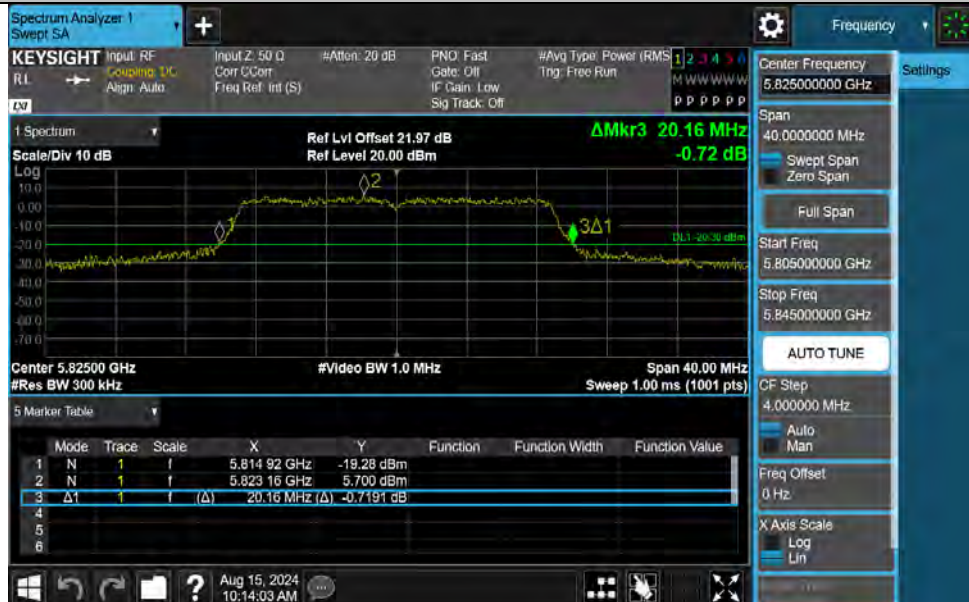 Spectrum Analyzer 1
Swept SA
+
Frequency
KEYSIGHT
RL
LXI
Input: RF
Coupling: DC
Align: Auto
Input Z: 50 Ω
Corr CCorr
Freq Ref: Int (S)
#Atten: 20 dB
PNO: Fast
Gate: Off
IF Gain: Low
Sig Track: Off
#Avg Type: Power (RMS
Trig: Free Run
1 2 3 4 5 6
M W W W W W
P P P P P P
1 Spectrum
Scale/Div 10 dB
Ref Lvl Offset 21.97 dB
Ref Level 20.00 dBm
ΔMkr3 20.16 MHz
-0.72 dB
Log
10.0
0.00
-10.0
-20.0
-30.0
-40.0
-50.0
-60.0
-70.0
1
2
3Δ1
DL1 -20.30 dBm
Center 5.82500 GHz
#Res BW 300 kHz
#Video BW 1.0 MHz
Span 40.00 MHz
Sweep 1.00 ms (1001 pts)
5 Marker Table
Mode Trace Scale X Y Function Function Width Function Value
1 N 1 f 5.814 92 GHz -19.28 dBm
2 N 1 f 5.823 16 GHz 5.700 dBm
3 Δ1 1 f (Δ) 20.16 MHz (Δ) -0.7191 dB
4
5
6
?
Aug 15, 2024
10:14:03 AM
Center Frequency
5.825000000 GHz
Span
40.0000000 MHz
Swept Span
Zero Span
Full Span
Start Freq
5.805000000 GHz
Stop Freq
5.845000000 GHz
AUTO TUNE
CF Step
4.000000 MHz
Auto
Man
Freq Offset
0 Hz
X Axis Scale
Log
Lin
Settings